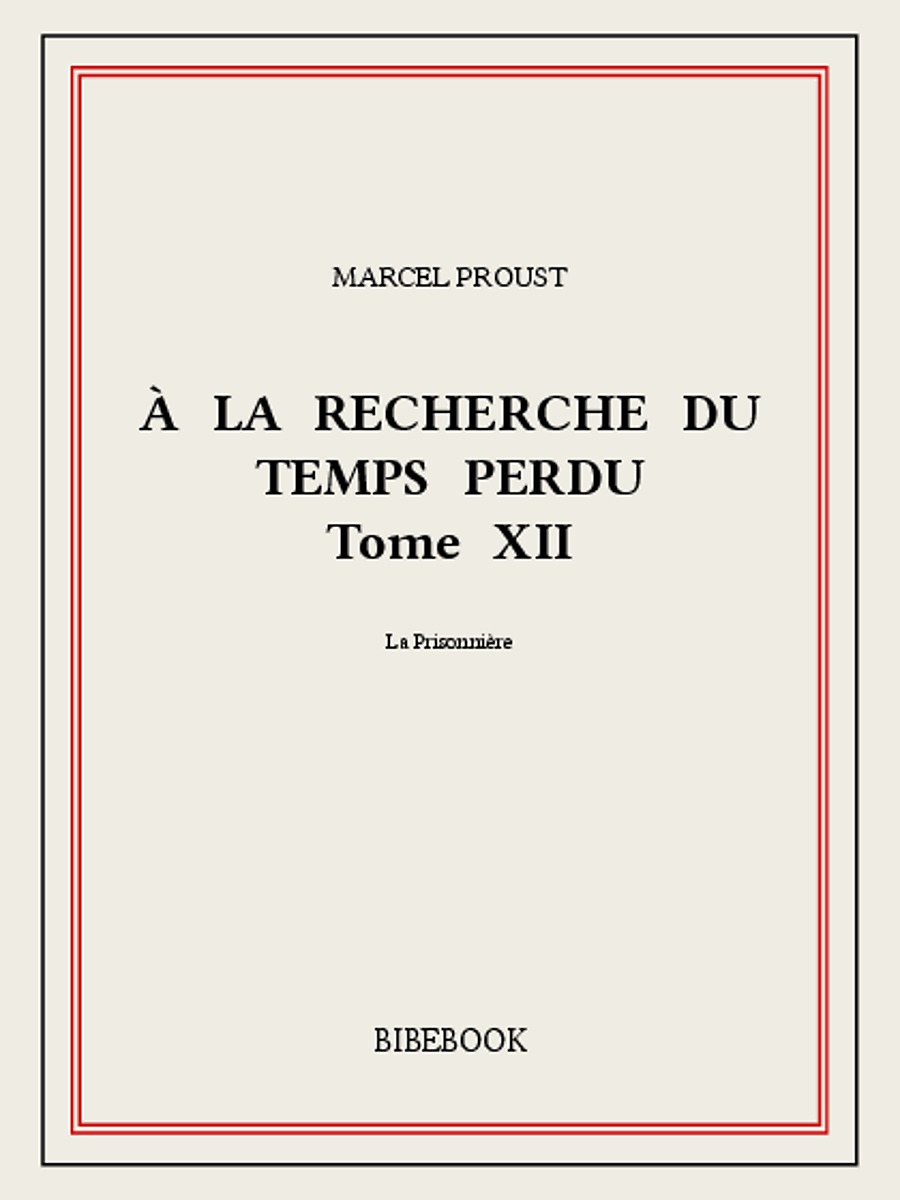 MARCEL PROUST
À LA RECHERCHE DU
TEMPS PERDU
Tome XII
La Prisonnière
BIBEBOOK